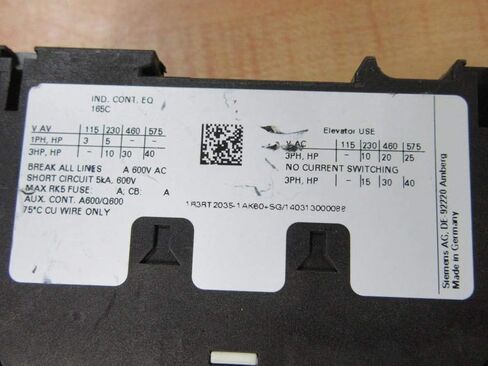 IND. CONT. EQ
165C
V AV 115 230 460 575
1PH, HP 3 5 - -
3HP, HP - 10 30 40
BREAK ALL LINES A 600V AC
SHORT CIRCUIT 5kA, 600V
MAX RK5 FUSE: A; CB: A
AUX. CONT. A600/Q600
75°C CU WIRE ONLY
Elevator USE
V AC 115 230 460 575
3PH, HP - 10 20 25
NO CURRENT SWITCHING
3PH, HP - 15 30 40
1P3RT2035-1AK60+SG/140313000088
Siemens AG, DE-92220 Amberg
Made in Germany